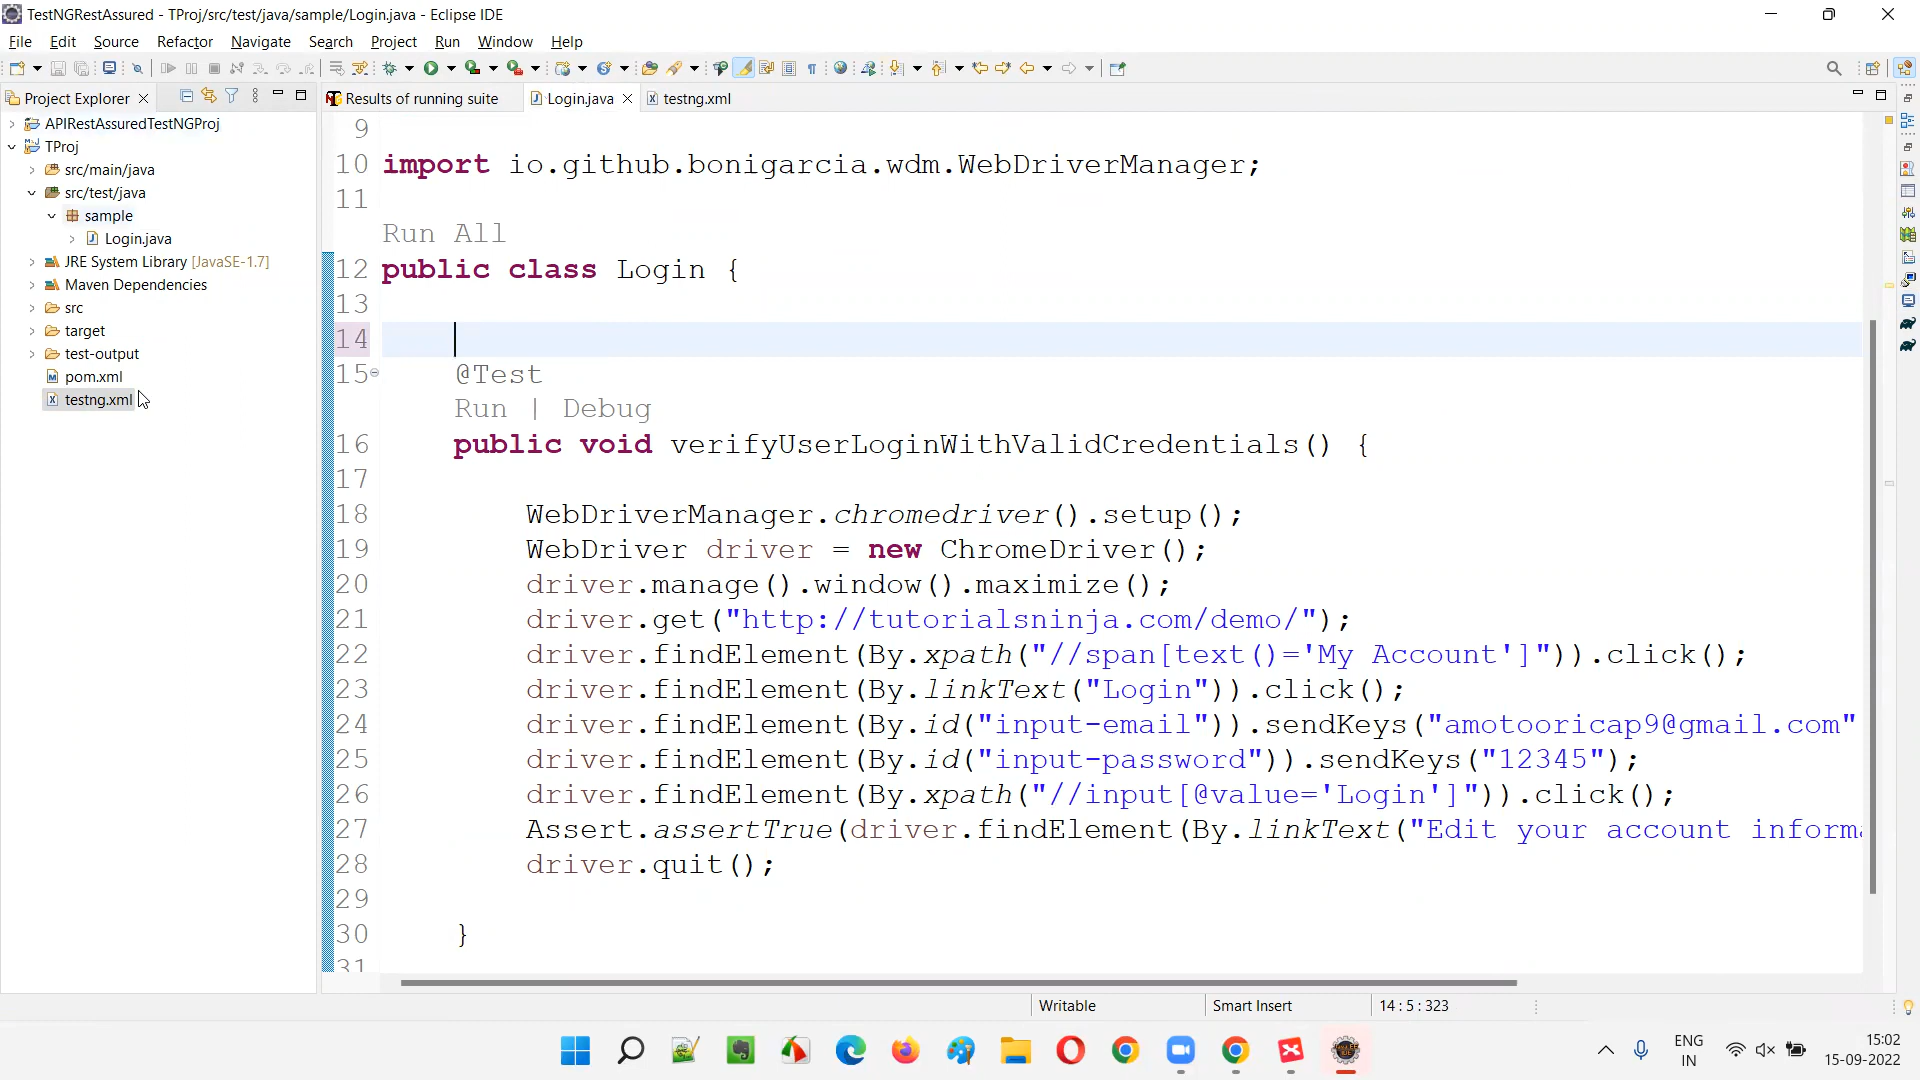 TestNGRestAssured - TProj/src/test/java/sample/Login.java - Eclipse IDE
File Edit Source Refactor Navigate Search Project Run Window Help
Project Explorer
Results of running suite
Login.java
testng.xml
APIRestAssuredTestNGProj
TProj
src/main/java
src/test/java
sample
Login.java
JRE System Library [JavaSE-1.7]
Maven Dependencies
src
target
test-output
pom.xml
testng.xml
9
10 import io.github.bonigarcia.wdm.WebDriverManager;
11
Run All
12 public class Login {
13
14
15 @Test
Run | Debug
16 public void verifyUserLoginWithValidCredentials() {
17
18 WebDriverManager.chromedriver().setup();
19 WebDriver driver = new ChromeDriver();
20 driver.manage().window().maximize();
21 driver.get("http://tutorialsninja.com/demo/");
22 driver.findElement(By.xpath("//span[text()='My Account']")).click();
23 driver.findElement(By.linkText("Login")).click();
24 driver.findElement(By.id("input-email")).sendKeys("amotooricap9@gmail.com"
25 driver.findElement(By.id("input-password")).sendKeys("12345");
26 driver.findElement(By.xpath("//input[@value='Login']")).click();
27 Assert.assertTrue(driver.findElement(By.linkText("Edit your account informa
28 driver.quit();
29
30 }
31
Writable
Smart Insert
14 : 5 : 323
ENG
IN
15:02
15-09-2022